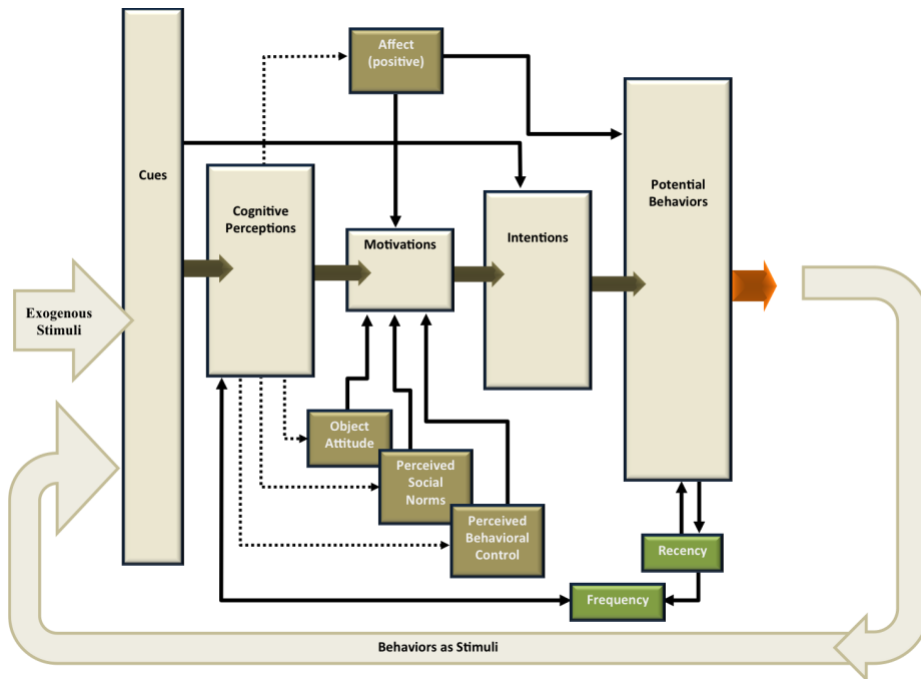 Affect
(positive)
Cues
Cognitive
Perceptions
Motivations
Intentions
Potential
Behaviors
Exogenous
Stimuli
Object
Attitude
Perceived
Social
Norms
Perceived
Behavioral
Control
Recency
Frequency
Behaviors as Stimuli